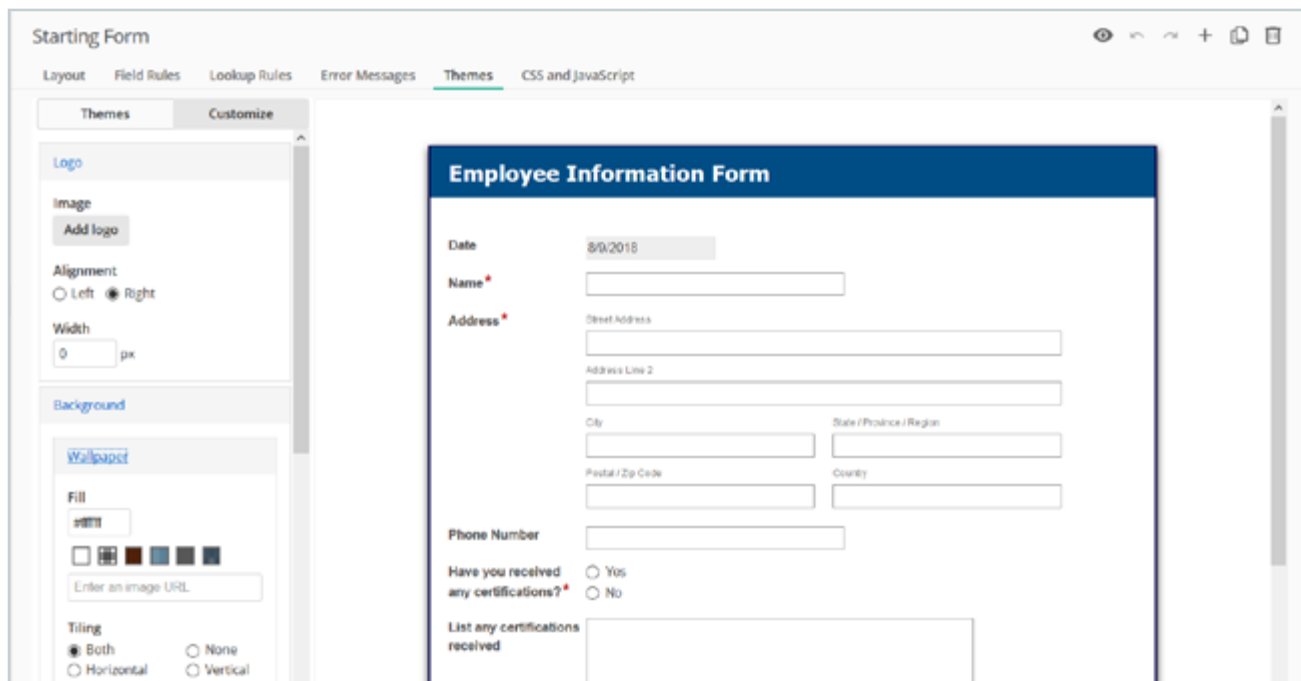 Starting Form
Layout Field Rules Lookup Rules Error Messages Themes CSS and JavaScript
Themes Customize
Logo
Image
Add logo
Alignment
Left Right
Width
0 px
Background
Wallpaper
Fill
#ffffff
Enter an image URL
Tiling
Both None
Horizontal Vertical
Employee Information Form
Date 8/9/2018
Name*
Address* Street Address
Address Line 2
City State / Province / Region
Postal / Zip Code Country
Phone Number
Have you received Yes
any certifications?* No
List any certifications
received